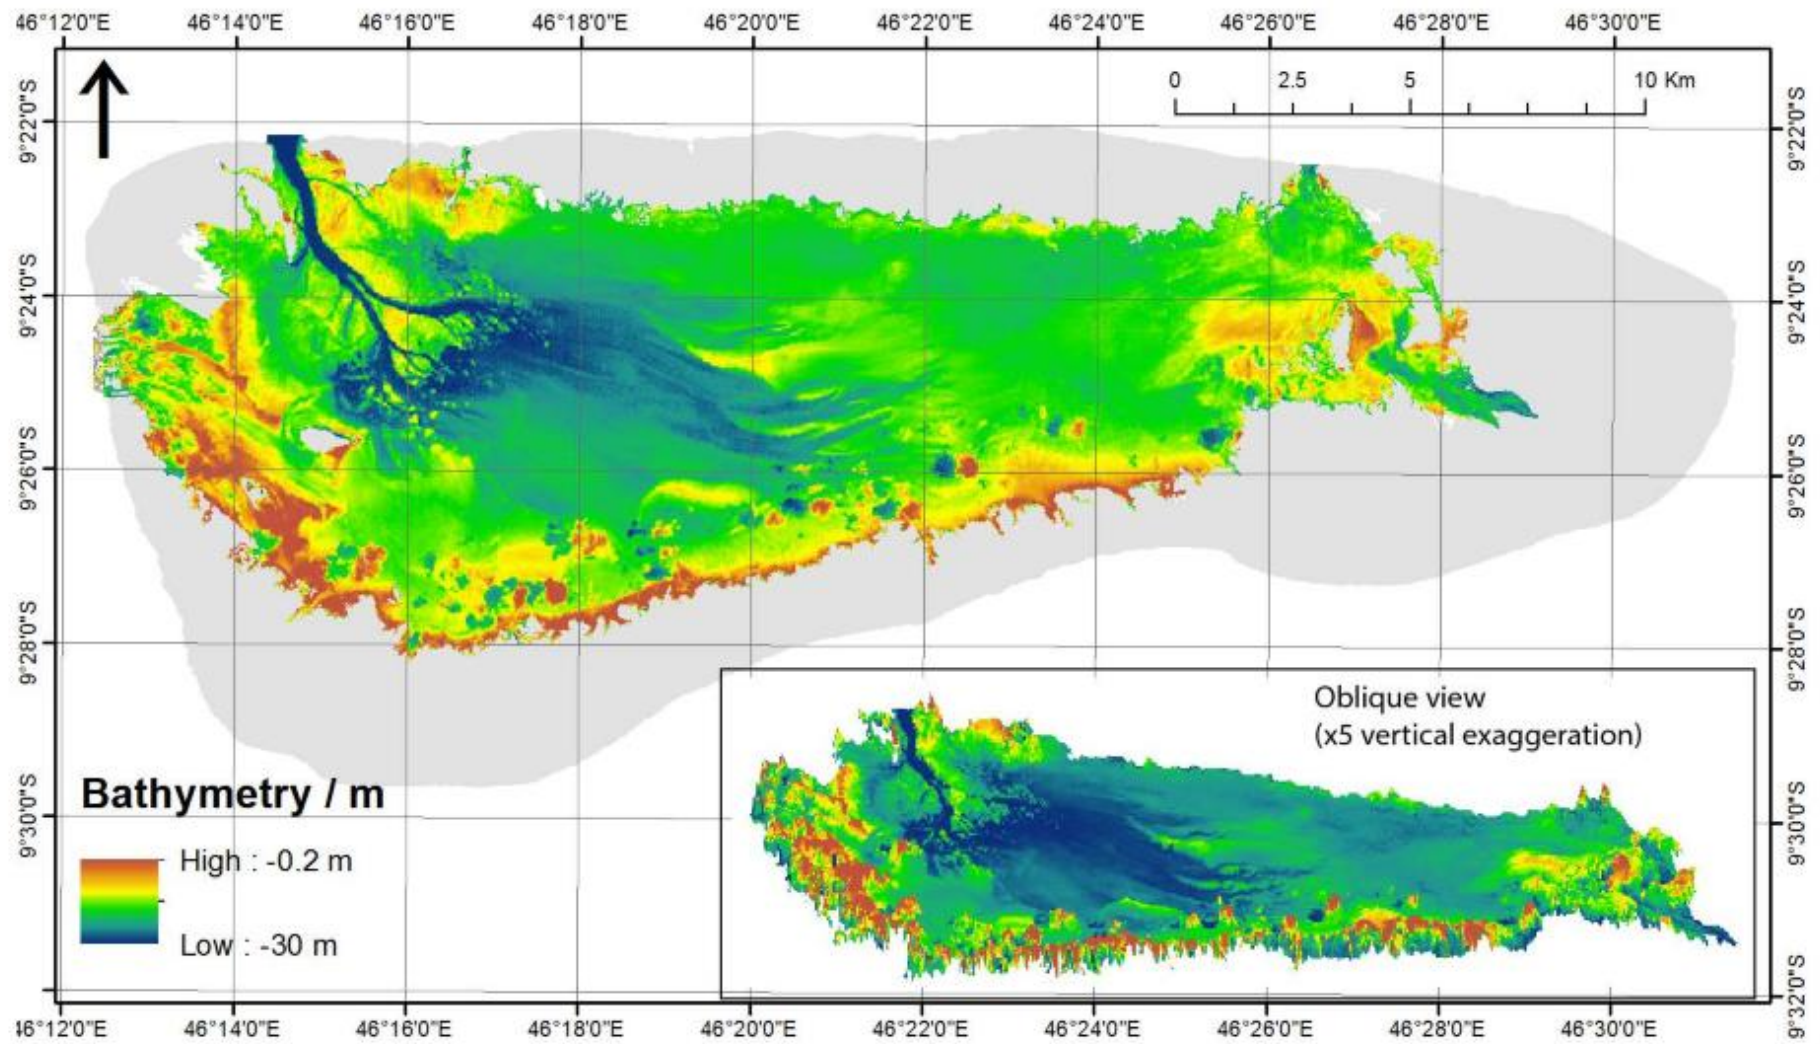 46°12'0"E 46°14'0"E 46°16'0"E 46°18'0"E 46°20'0"E 46°22'0"E 46°24'0"E 46°26'0"E 46°28'0"E 46°30'0"E
0 2.5 5 10 Km
9°22'0"S
9°24'0"S
9°26'0"S
9°28'0"S
9°30'0"S
9°22'0"S
9°24'0"S
9°26'0"S
9°28'0"S
9°30'0"S
9°32'0"S
Oblique view
(x5 vertical exaggeration)
Bathymetry / m
High : -0.2 m
Low : -30 m
46°12'0"E 46°14'0"E 46°16'0"E 46°18'0"E 46°20'0"E 46°22'0"E 46°24'0"E 46°26'0"E 46°28'0"E 46°30'0"E